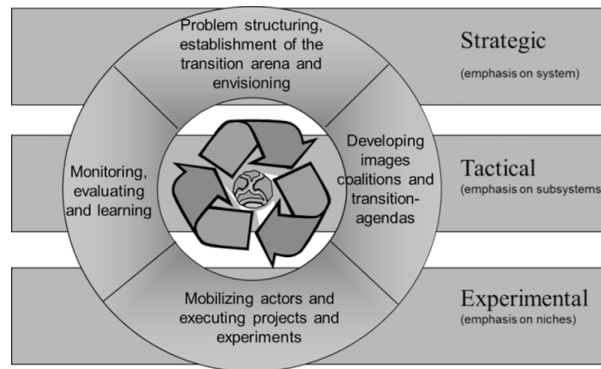 Problem structuring,
establishment of the
transition arena and
envisioning
Strategic
(emphasis on system)
Monitoring,
evaluating
and learning
Developing
images
coalitions and
transition-
agendas
Tactical
(emphasis on subsystems
Mobilizing actors and
executing projects and
experiments
Experimental
(emphasis on niches)